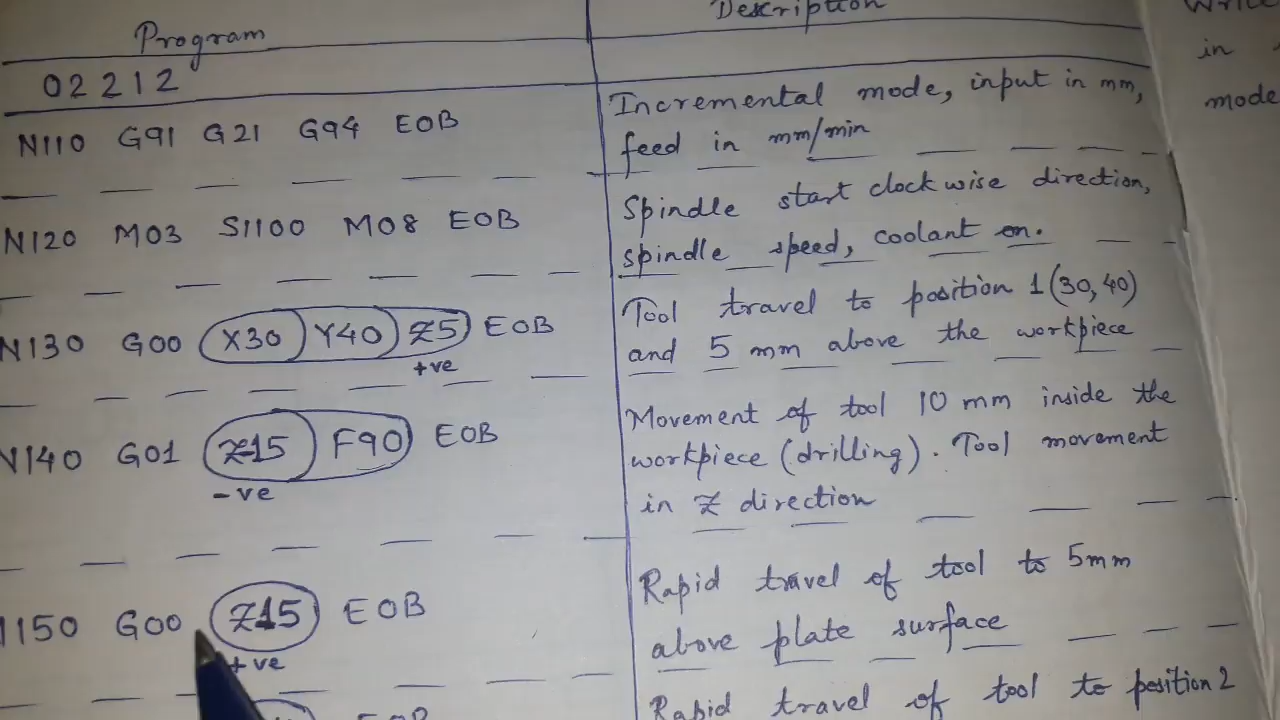 Program Description
O2212
N110 G91 G21 G94 EOB
Incremental mode, input in mm,
feed in mm/min
N120 M03 S1100 M08 EOB
Spindle start clockwise direction,
spindle speed, coolant on.
N130 G00 X30 Y40 Z5 EOB
+ve
Tool travel to position 1(30,40)
and 5 mm above the workpiece
N140 G01 Z-15 F90 EOB
-ve
Movement of tool 10 mm inside the
workpiece (drilling). Tool movement
in Z direction
N150 G00 Z15 EOB
+ve
Rapid travel of tool to 5mm
above plate surface
EOB
Rapid travel of tool to position 2
Write
in
mode